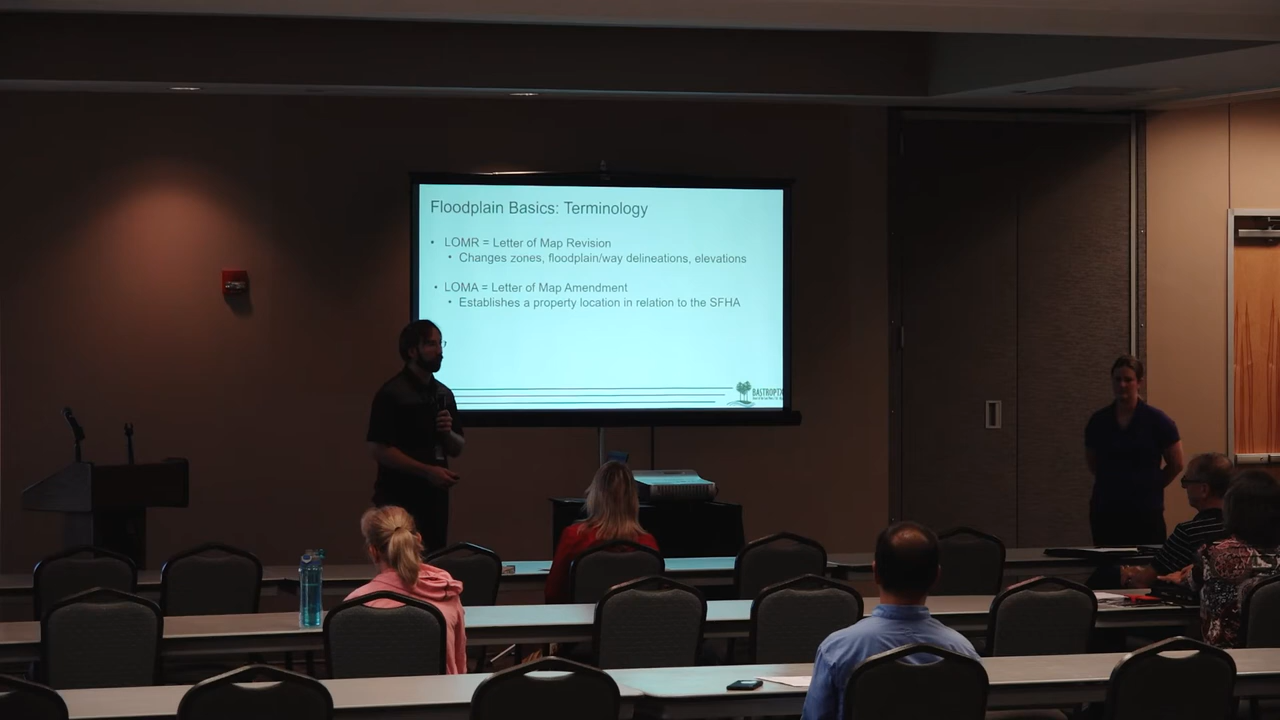 Floodplain Basics: Terminology
• LOMR = Letter of Map Revision
• Changes zones, floodplain/way delineations, elevations
• LOMA = Letter of Map Amendment
• Establishes a property location in relation to the SFHA
BASTROPTX